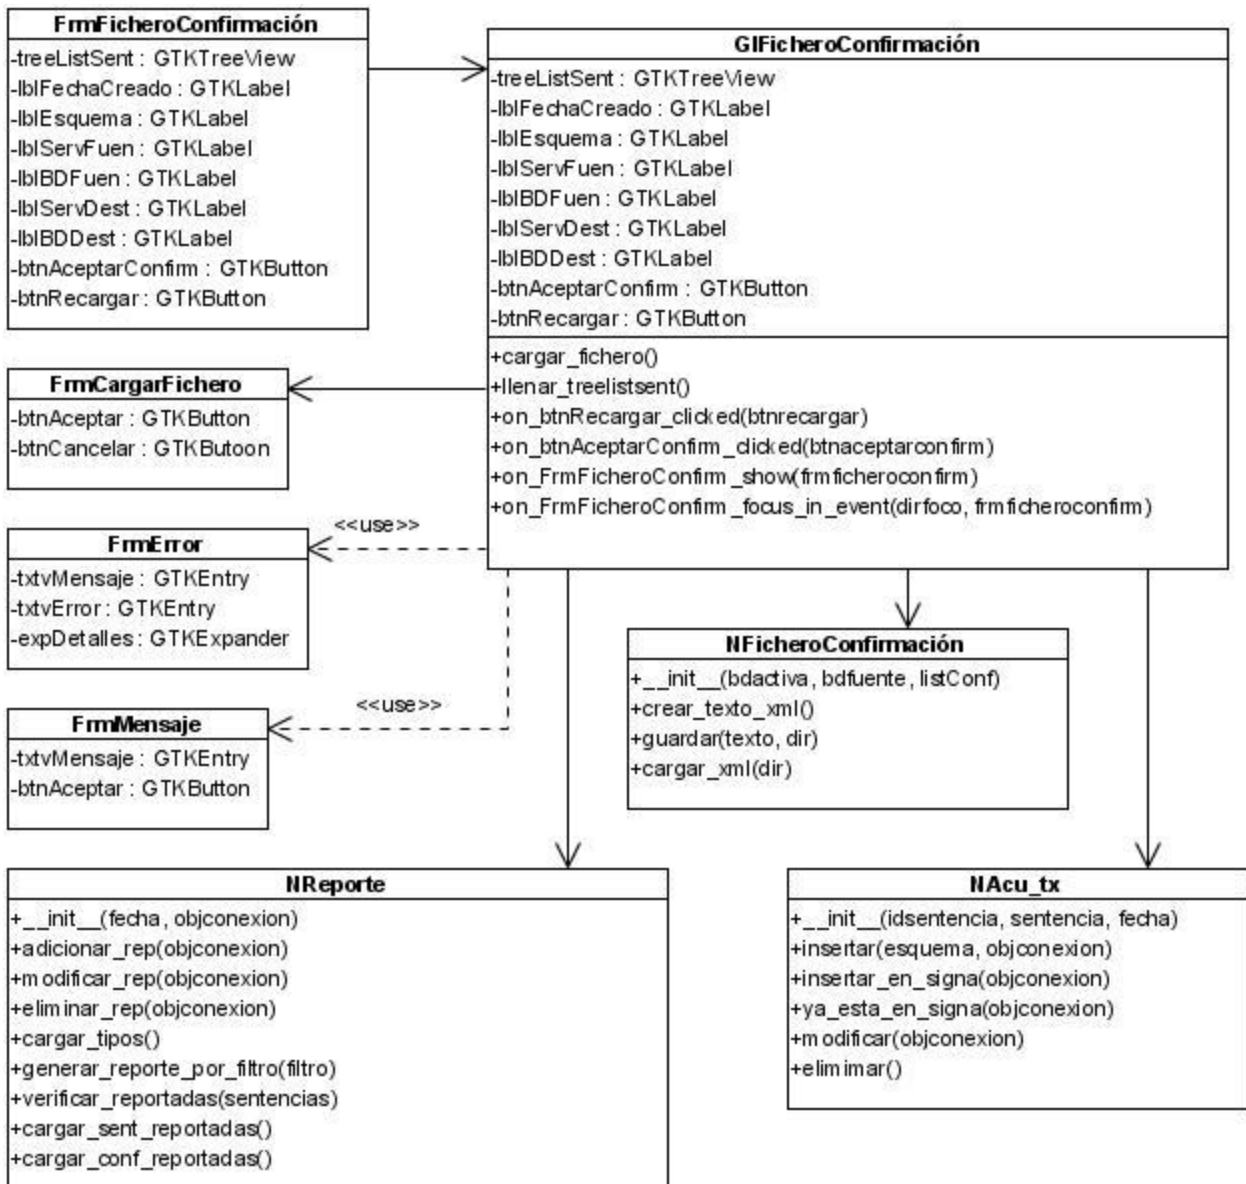 FrmFicheroConfirmación
-treeListSent : GTKTreeView
-lblFechaCreado : GTKLabel
-lblEsquema : GTKLabel
-lblServFuen : GTKLabel
-lblBDFuen : GTKLabel
-lblServDest : GTKLabel
-lblBDDest : GTKLabel
-btnAceptarConfirm : GTKButton
-btnRecargar : GTKButton
GIFicheroConfirmación
-treeListSent : GTKTreeView
-lblFechaCreado : GTKLabel
-lblEsquema : GTKLabel
-lblServFuen : GTKLabel
-lblBDFuen : GTKLabel
-lblServDest : GTKLabel
-lblBDDest : GTKLabel
-btnAceptarConfirm : GTKButton
-btnRecargar : GTKButton
+cargar_fichero()
+llenar_treelistsent()
+on_btnRecargar_clicked(btnrecargar)
+on_btnAceptarConfirm_clicked(btnaceptarconfirm)
+on_FrmFicheroConfirm_show(frmficheroconfirm)
+on_FrmFicheroConfirm_focus_in_event(dirfoco, frmficheroconfirm)
FrmCargarFichero
-btnAceptar : GTKButton
-btnCancelar : GTKButoon
<<use>>
FrmError
-txtvMensaje : GTKEntry
-txtvError : GTKEntry
-expDetalles : GTKExpander
<<use>>
FrmMensaje
-txtvMensaje : GTKEntry
-btnAceptar : GTKButton
NFicheroConfirmación
+__init__(bdactiva, bdfuente, listConf)
+crear_texto_xml()
+guardar(texto, dir)
+cargar_xml(dir)
NReporte
+__init__(fecha, objconexion)
+adicionar_rep(objconexion)
+modificar_rep(objconexion)
+eliminar_rep(objconexion)
+cargar_tipos()
+generar_reporte_por_filtro(filtro)
+verificar_reportadas(sentencias)
+cargar_sent_reportadas()
+cargar_conf_reportadas()
NAcu_tx
+__init__(idsentencia, sentencia, fecha)
+insertar(esquema, objconexion)
+insertar_en_signa(objconexion)
+ya_esta_en_signa(objconexion)
+modificar(objconexion)
+elimimar()